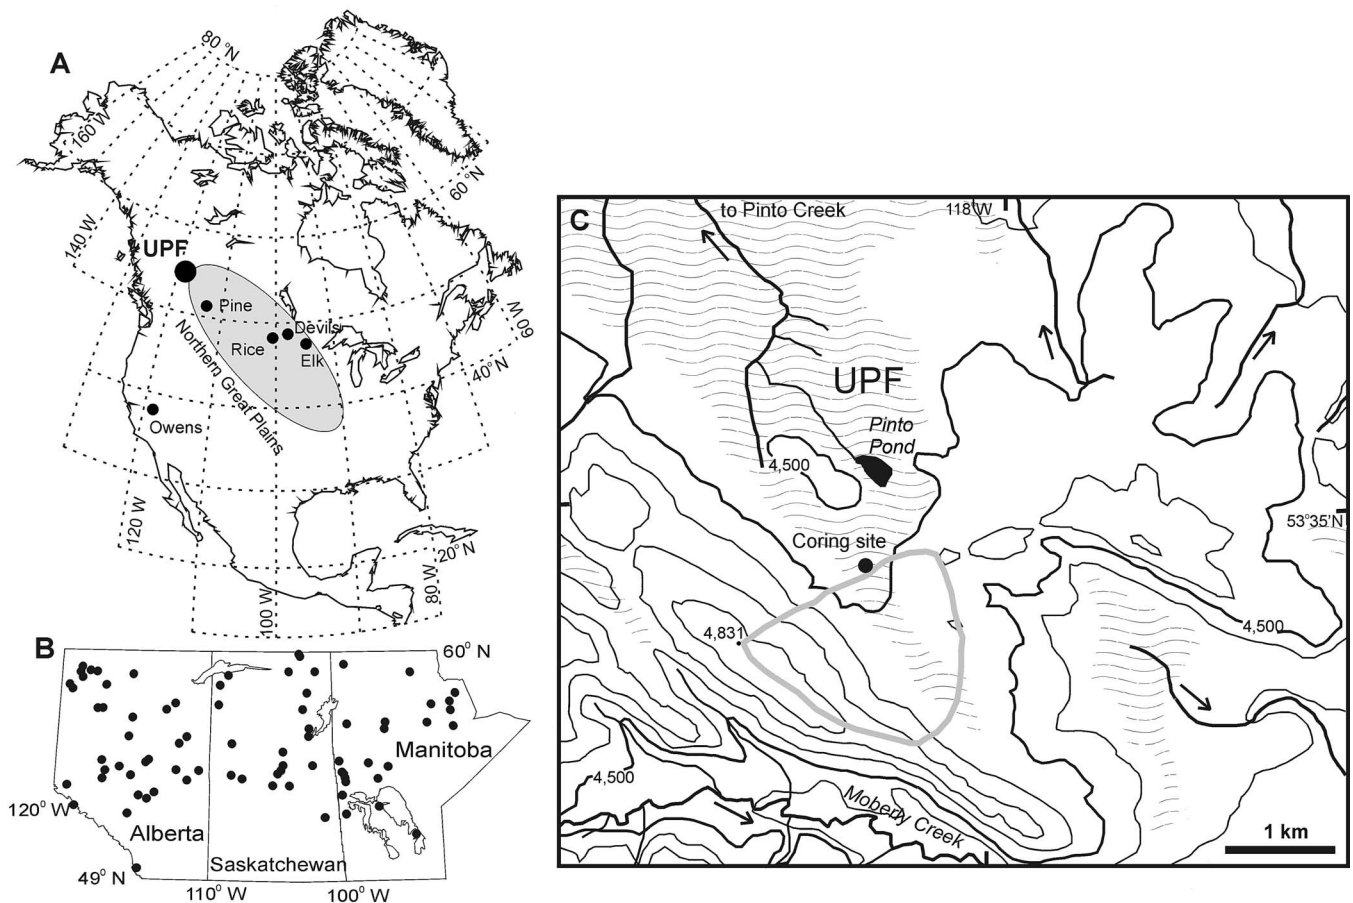 A
80 °N
160 W
60 °N
140 W
UPF
Pine
Devils
Rice
Elk
60 W
40° N
Northern Great Plains
Owens
120 W
20° N
80 W
100 W
B
60 °N
Manitoba
120° W
Alberta
Saskatchewan
49° N
110° W
100° W
C
to Pinto Creek
118° W
UPF
Pinto
Pond
4,500
53°35'N
Coring site
4,831
4,500
4,500
Moberly Creek
1 km